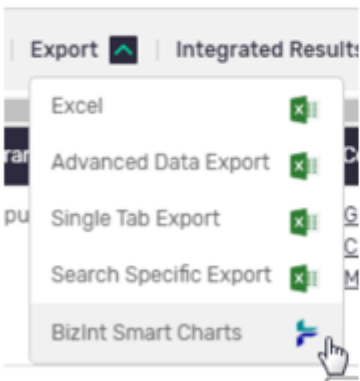 Export Integrated Results
Excel
Advanced Data Export
Single Tab Export
Search Specific Export
BizInt Smart Charts